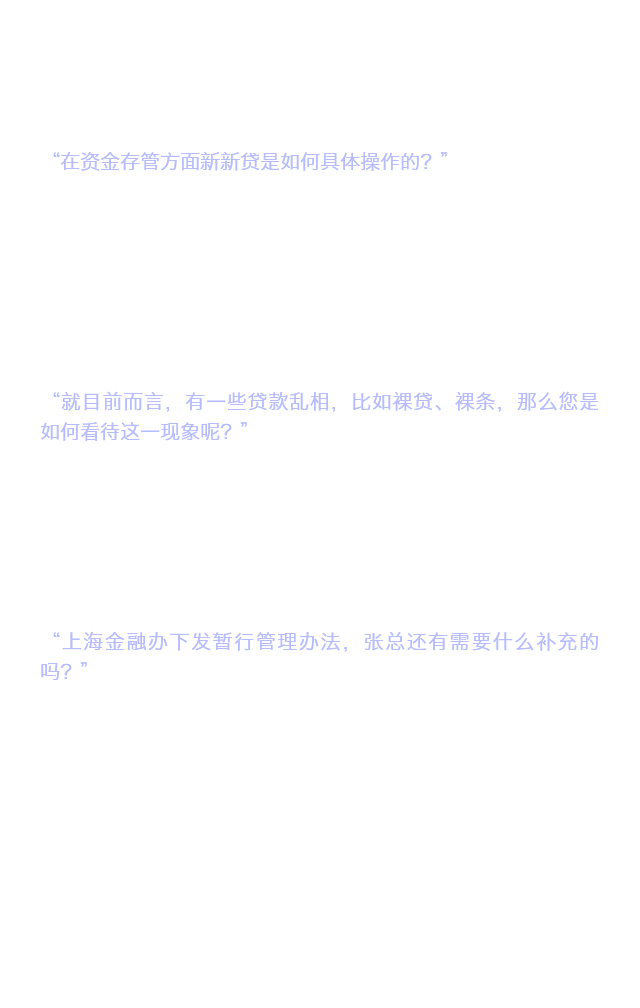 “在资金存管方面新新贷是如何具体操作的？”
“就目前而言，有一些贷款乱相，比如裸贷、裸条，那么您是
如何看待这一现象呢？”
“上海金融办下发暂行管理办法，张总还有需要什么补充的
吗？”